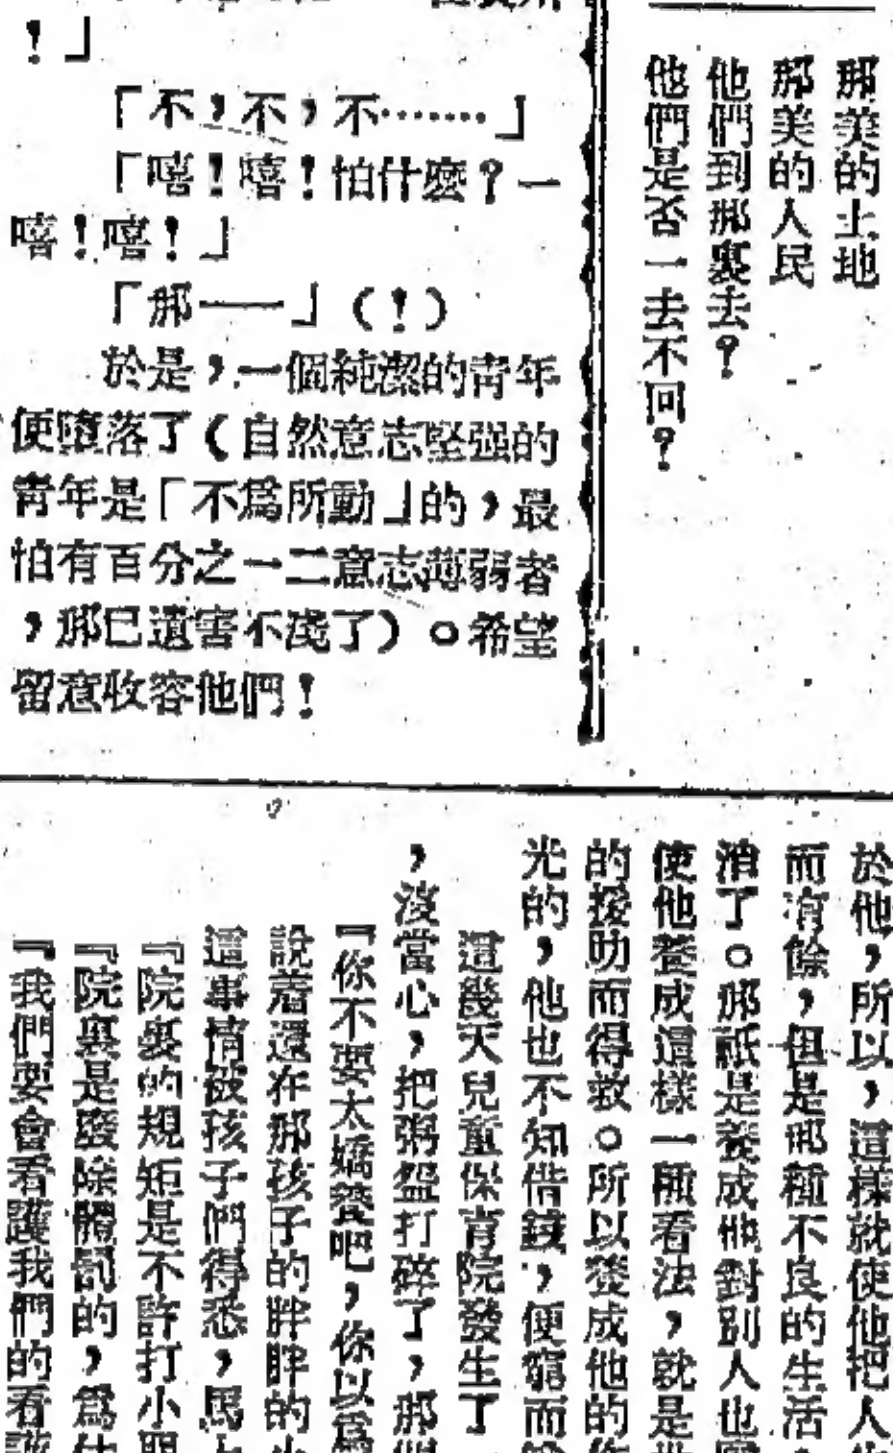 那美的土地
那美的人民
他們到那裏去？
他們是否一去不回？
！」
「不，不，不………」
「嘻！嘻！怕什麽？—
嘻！嘻！」
「那——」（！）
於是，一個純潔的青年
便墮落了（自然意志堅强的
青年是「不爲所動」的，最
怕有百分之一二意志薄弱者
，那已遺害不淺了）。希望
留意收容他們！
於他，所以，這樣就使他把人
而有餘，但是那種不良的生活
消了。那祇是養成他對別人也
使他養成這樣一種看法，就是
的援助而得救。所以養成他的
光的，他也不知借錢，便窮而
這幾天兒童保育院發生了
，沒當心，把粥盌打碎了，那
『你不要太嬌養吧，你以爲
說着還在那孩子的胖胖的小
這事情被孩子們得悉，馬上
『院裏的規矩是不許打小
『院裏是廢除體罰的，爲什
『我們要會看護我們的看護